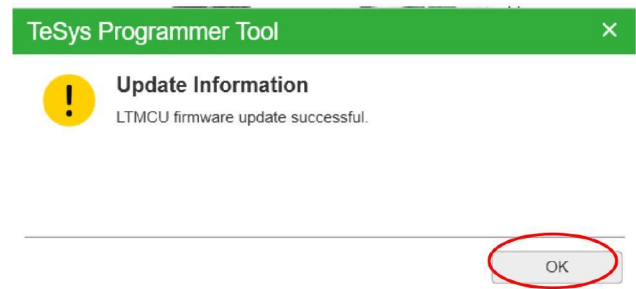 TeSys Programmer Tool
Update Information
LTMCU firmware update successful.
OK